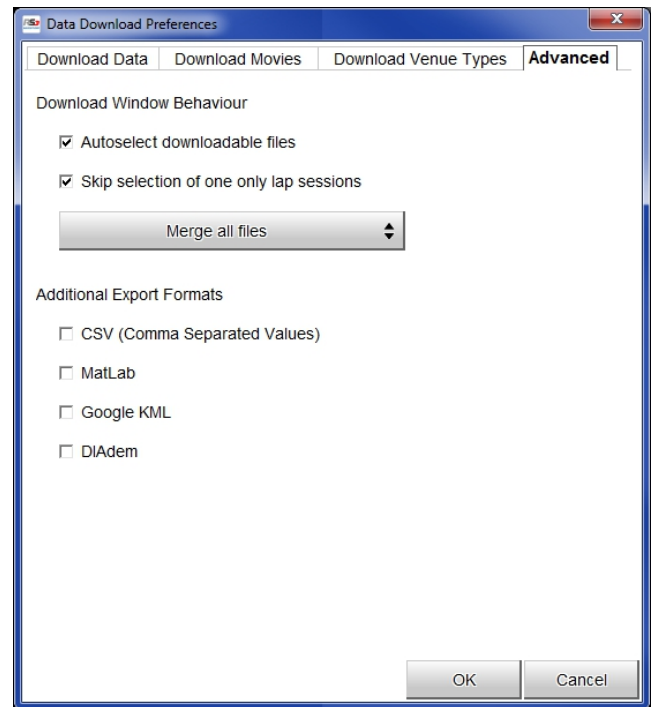 RS3 Data Download Preferences
Download Data Download Movies Download Venue Types Advanced
Download Window Behaviour
Autoselect downloadable files
Skip selection of one only lap sessions
Merge all files
Additional Export Formats
CSV (Comma Separated Values)
MatLab
Google KML
DIAdem
OK Cancel